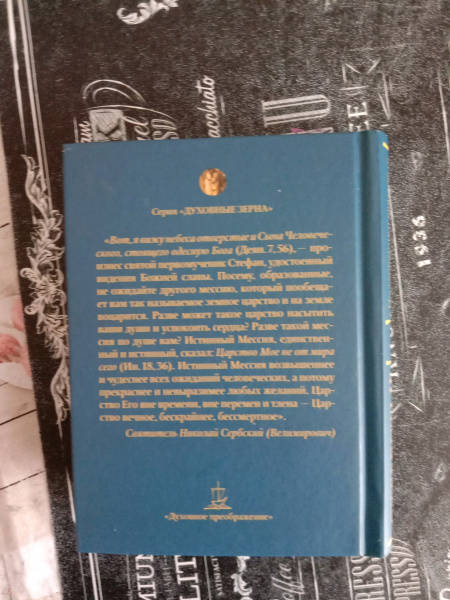 Серия «ДУХОВНЫЕ ЗЕРНА»
«Вот, я вижу небеса отверстые и Сына Человече-
ского, стоящего одесную Бога (Деян. 7, 56), — про-
изнес святой первомученик Стефан, удостоенный
видения Божией славы. Посему, образованные,
не ожидайте другого мессию, который пообеща-
ет вам так называемое земное царство и на земле
воцарится. Разве может такое царство насытить
ваши души и успокоить сердца? Разве такой мес-
сия по душе вам? Истинный Мессия, единствен-
ный и истинный, сказал: Царство Мое не от мира
сего (Ин. 18, 36). Истинный Мессия возвышеннее
и чудеснее всех ожиданий человеческих, а потому
прекраснее и невыразимее любых желаний. Цар-
ство Его вне времени, вне перемен и тлена — Цар-
ство вечное, бескрайнее, бессмертное».
Святитель Николай Сербский (Велимирович)
«Духовное преображение»
1936
acchiato